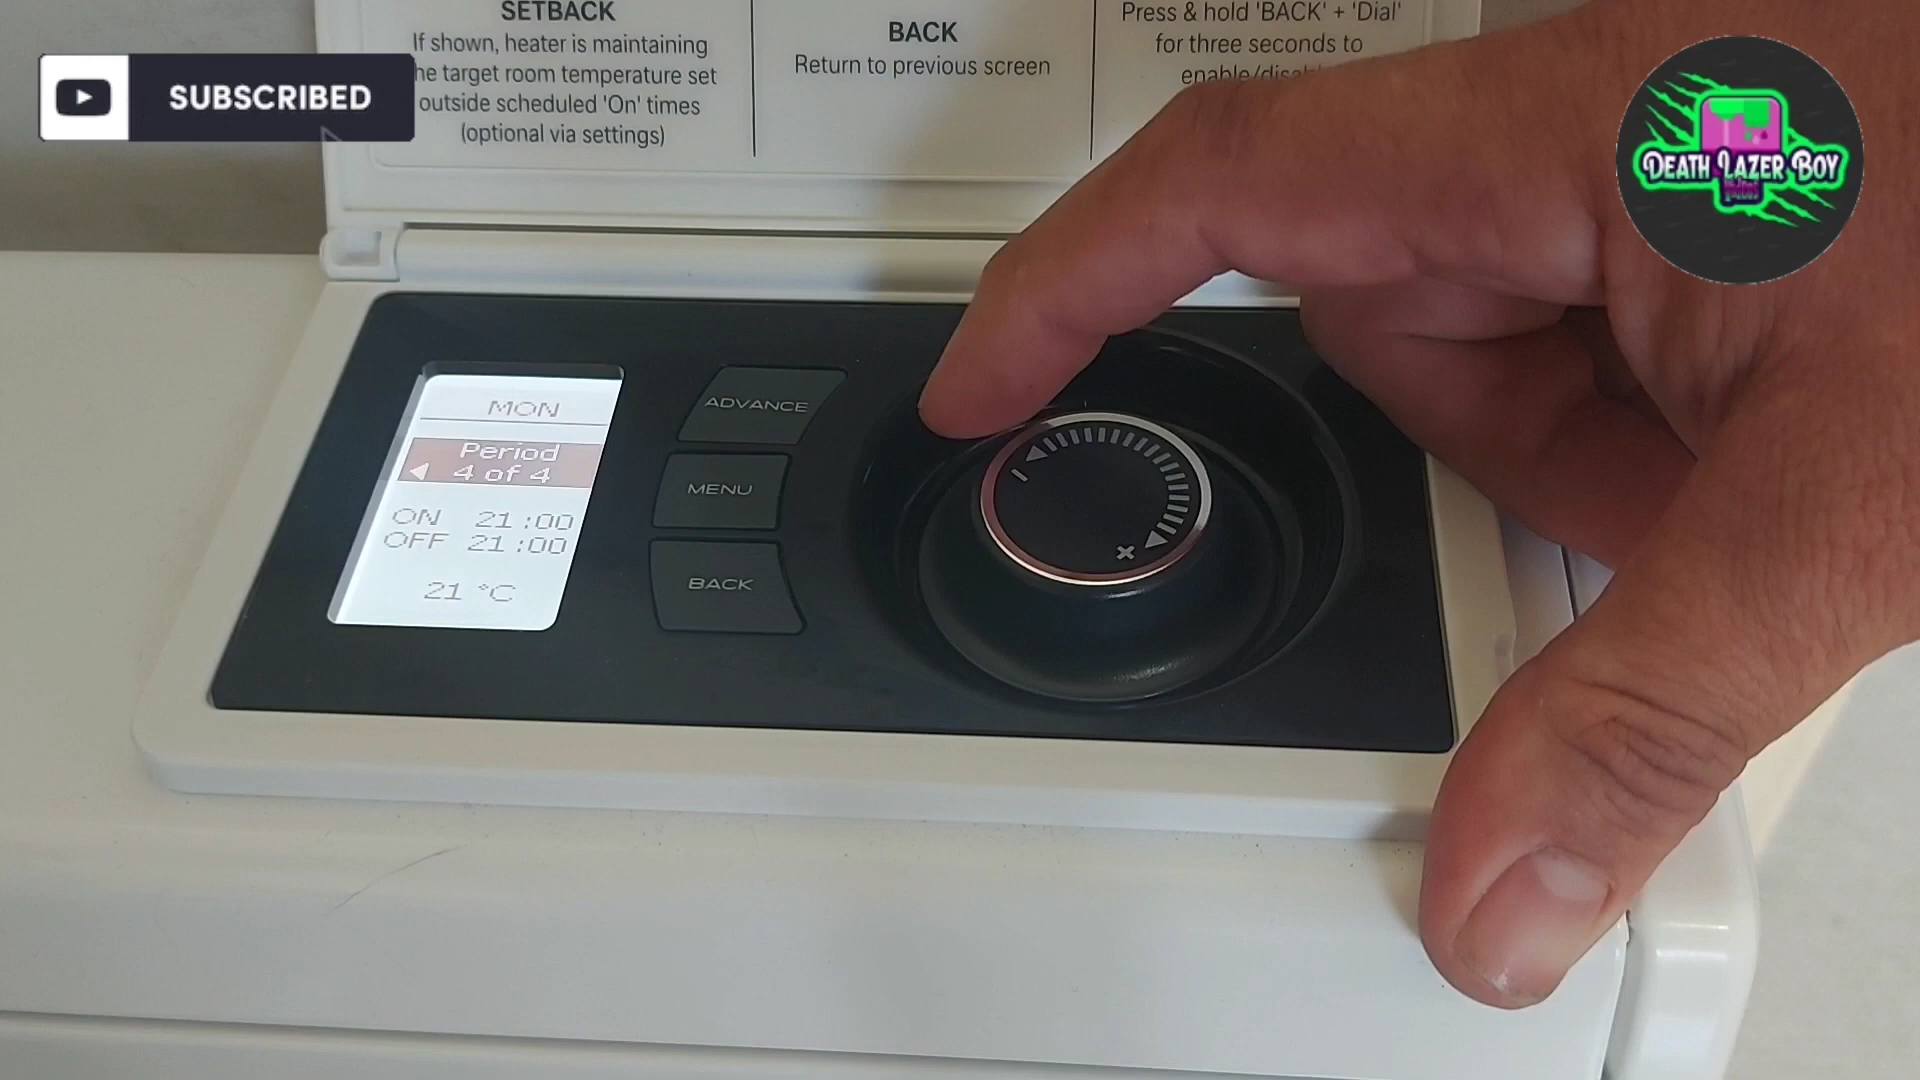 SETBACK
If shown, heater is maintaining
he target room temperature set
outside scheduled 'On' times
(optional via settings)
BACK
Return to previous screen
Press & hold 'BACK' + 'Dial'
for three seconds to
SUBSCRIBED
DEATH LAZER BOY
MON
Period
4 of 4
ON 21:00
OFF 21:00
21 °C
ADVANCE
MENU
BACK